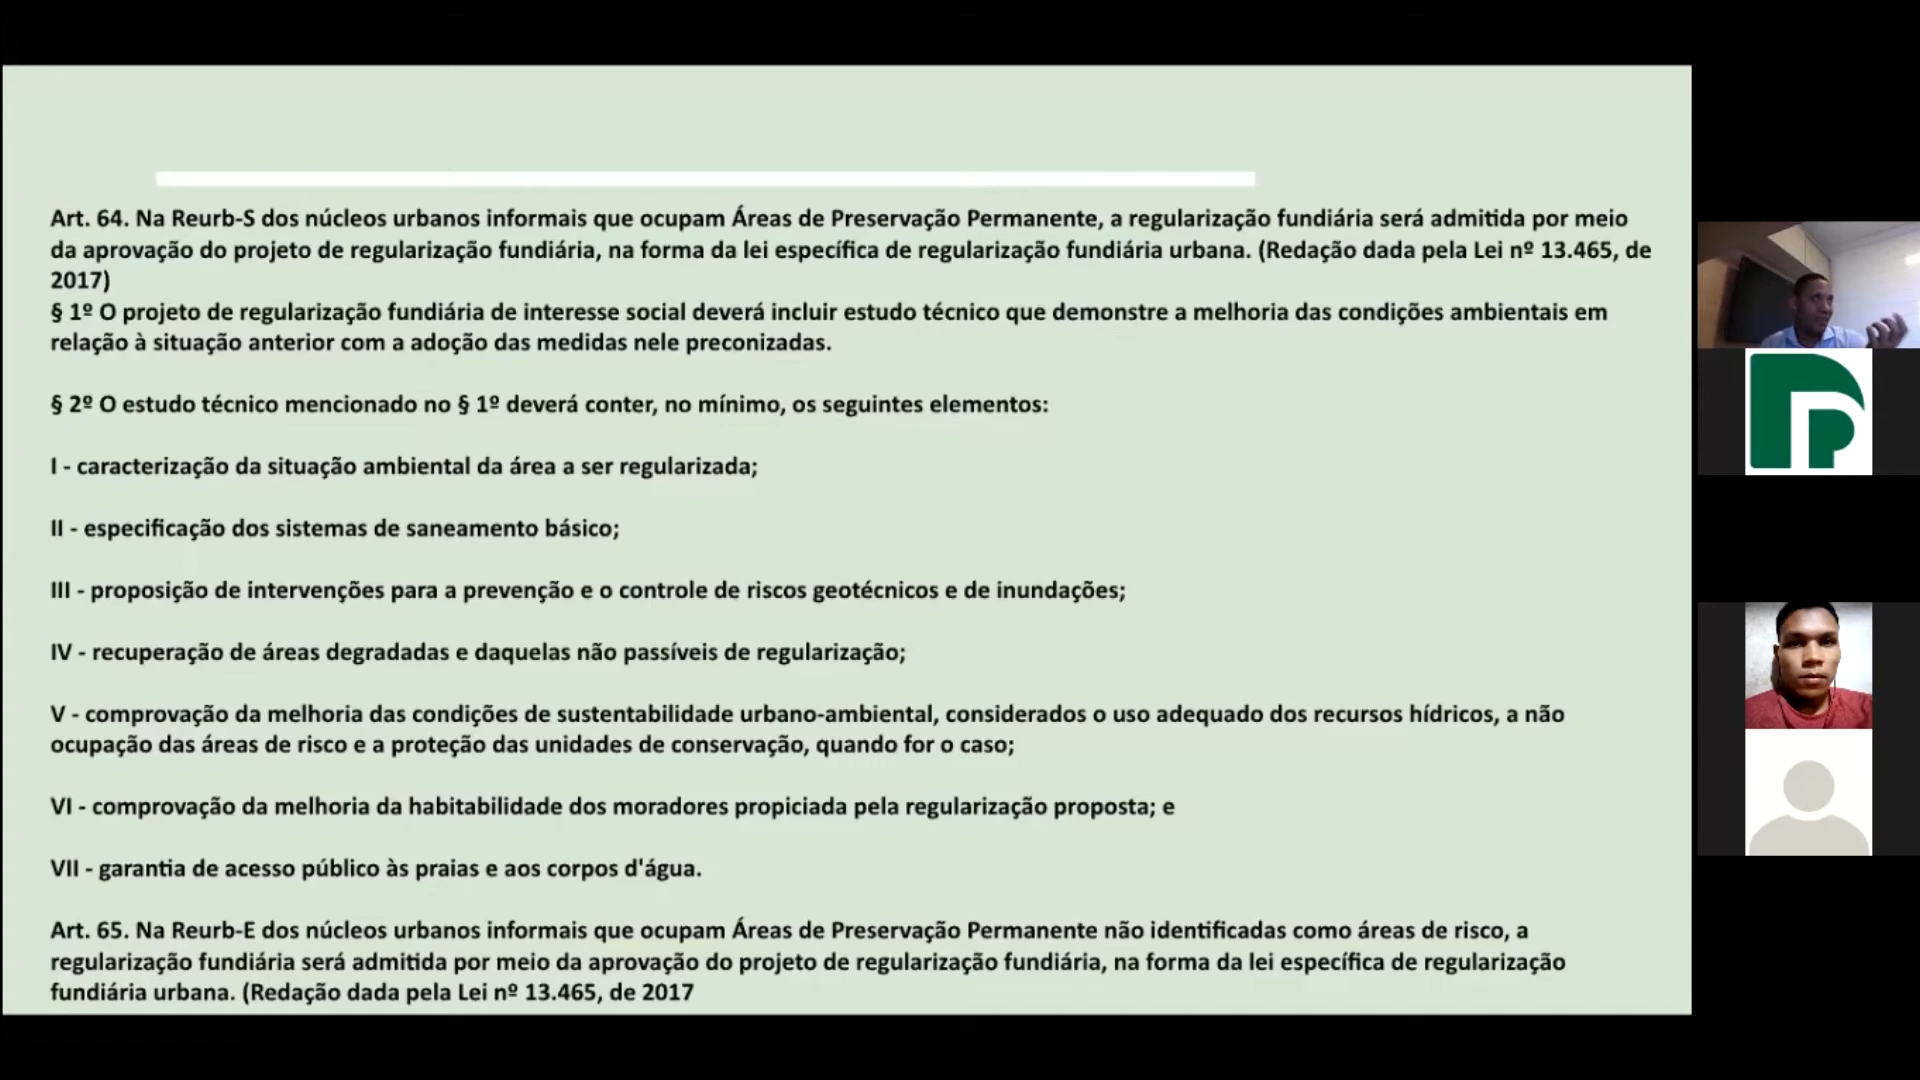 Art. 64. Na Reurb-S dos núcleos urbanos informais que ocupam Áreas de Preservação Permanente, a regularização fundiária será admitida por meio
da aprovação do projeto de regularização fundiária, na forma da lei específica de regularização fundiária urbana. (Redação dada pela Lei nº 13.465, de
2017)
§ 1º O projeto de regularização fundiária de interesse social deverá incluir estudo técnico que demonstre a melhoria das condições ambientais em
relação à situação anterior com a adoção das medidas nele preconizadas.
§ 2º O estudo técnico mencionado no § 1º deverá conter, no mínimo, os seguintes elementos:
I - caracterização da situação ambiental da área a ser regularizada;
II - especificação dos sistemas de saneamento básico;
III - proposição de intervenções para a prevenção e o controle de riscos geotécnicos e de inundações;
IV - recuperação de áreas degradadas e daquelas não passíveis de regularização;
V - comprovação da melhoria das condições de sustentabilidade urbano-ambiental, considerados o uso adequado dos recursos hídricos, a não
ocupação das áreas de risco e a proteção das unidades de conservação, quando for o caso;
VI - comprovação da melhoria da habitabilidade dos moradores propiciada pela regularização proposta; e
VII - garantia de acesso público às praias e aos corpos d'água.
Art. 65. Na Reurb-E dos núcleos urbanos informais que ocupam Áreas de Preservação Permanente não identificadas como áreas de risco, a
regularização fundiária será admitida por meio da aprovação do projeto de regularização fundiária, na forma da lei específica de regularização
fundiária urbana. (Redação dada pela Lei nº 13.465, de 2017